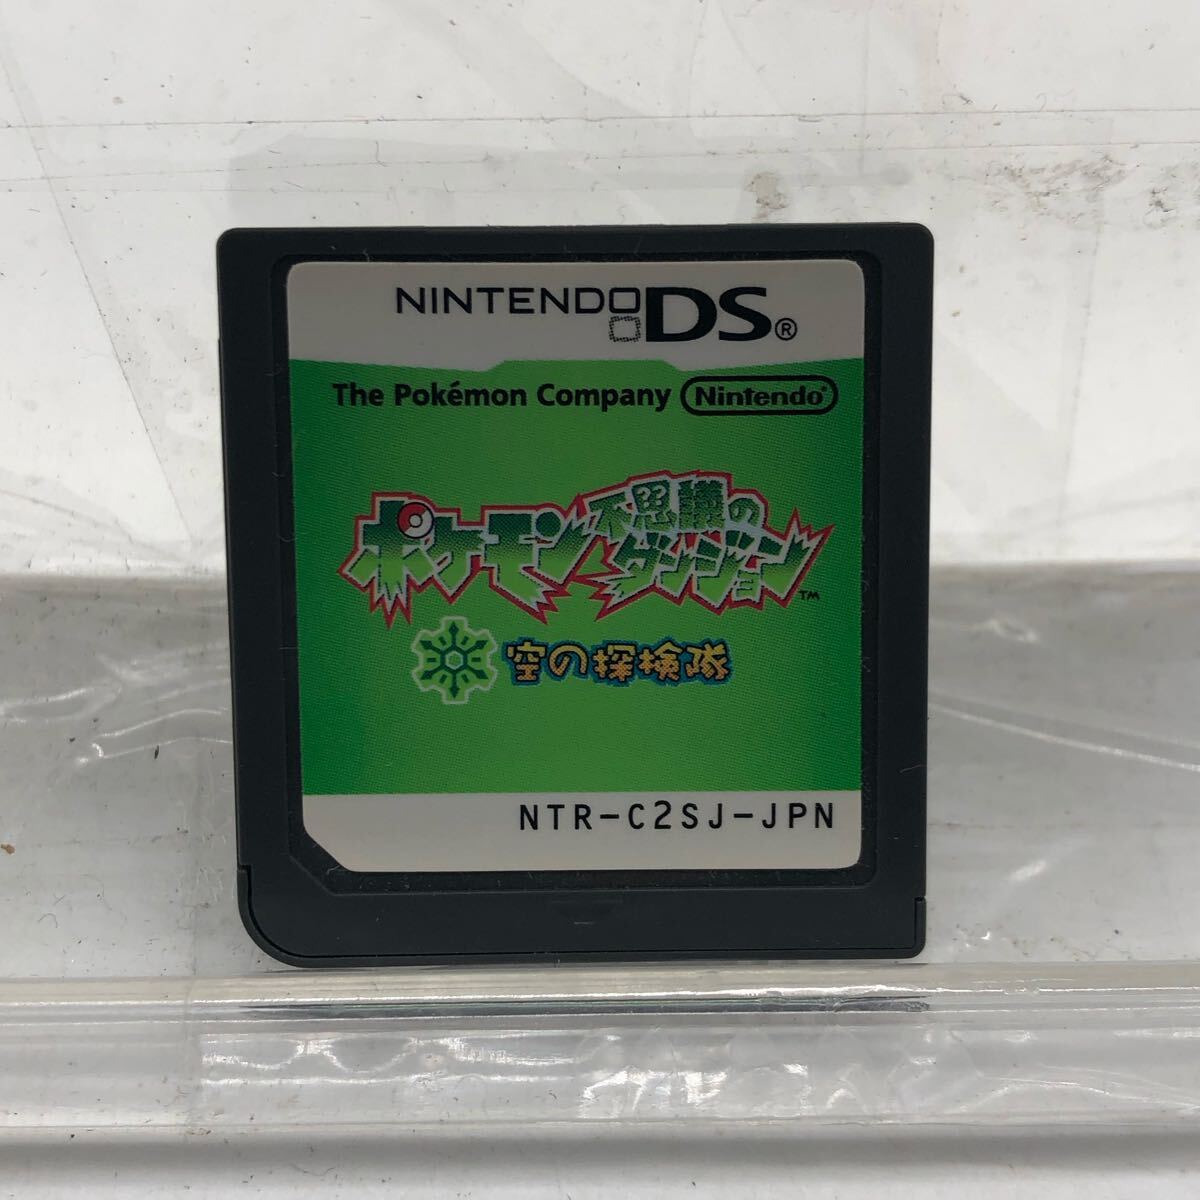 NINTENDO DS®
The Pokémon Company Nintendo®
ポケモン不思議のダンジョン™
空の探検隊
NTR-C2SJ-JPN